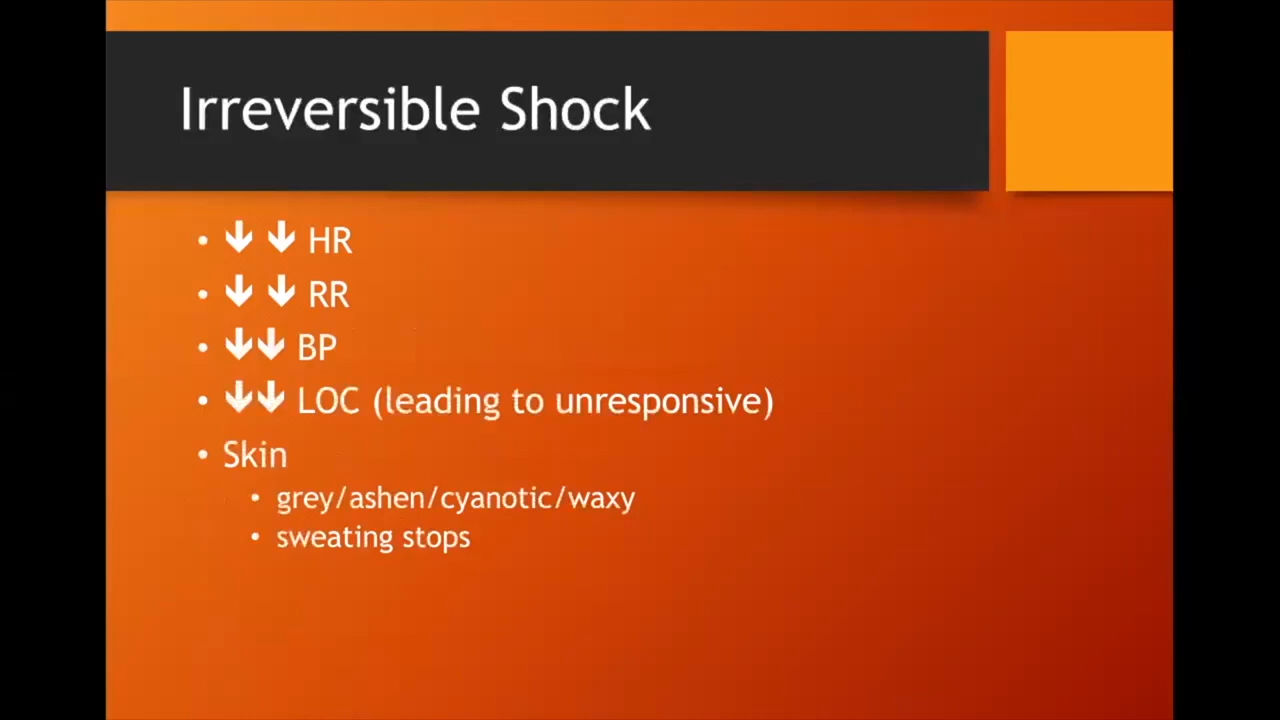 Irreversible Shock
• 🡻 🡻 HR
• 🡻 🡻 RR
• 🡻🡻 BP
• 🡻🡻 LOC (leading to unresponsive)
• Skin
• grey/ashen/cyanotic/waxy
• sweating stops